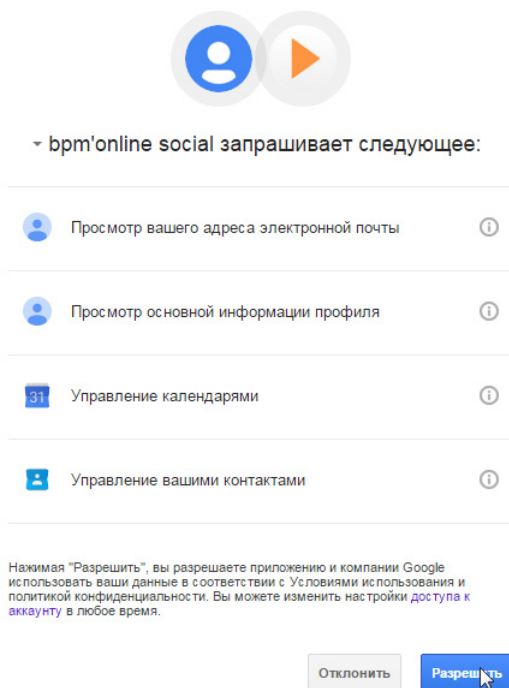 bpm'online social запрашивает следующее:
Просмотр вашего адреса электронной почты
Просмотр основной информации профиля
31
Управление календарями
Управление вашими контактами
Нажимая "Разрешить", вы разрешаете приложению и компании Google
использовать ваши данные в соответствии с Условиями использования и
политикой конфиденциальности. Вы можете изменить настройки доступа к
аккаунту в любое время.
Отклонить
Разрешить